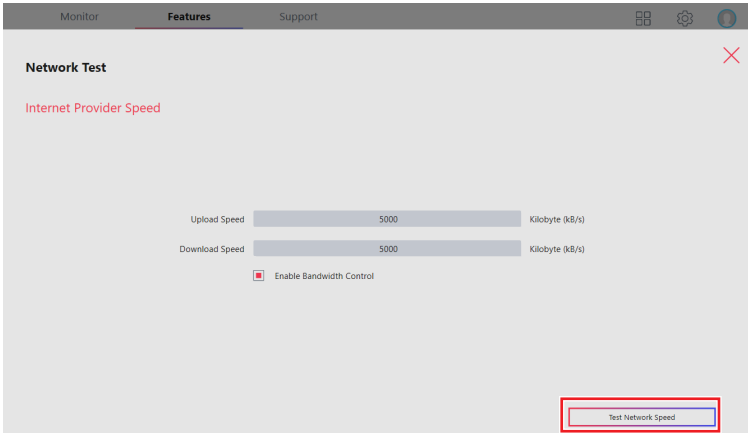 Monitor Features Support
Network Test
Internet Provider Speed
Upload Speed 5000 Kilobyte (kB/s)
Download Speed 5000 Kilobyte (kB/s)
Enable Bandwidth Control
Test Network Speed